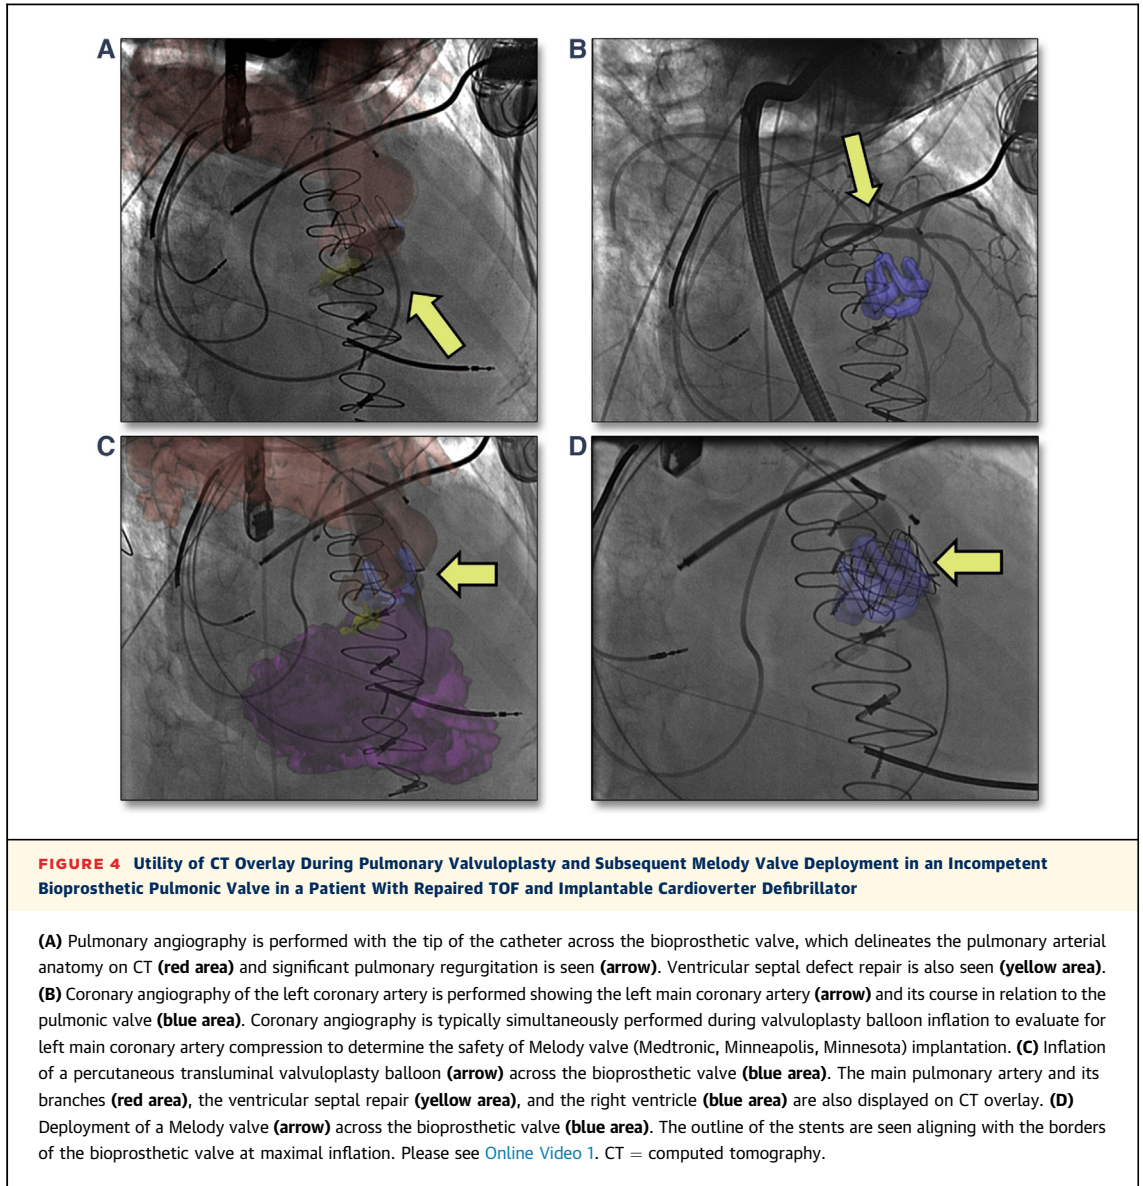 A
B
C
D
FIGURE 4 Utility of CT Overlay During Pulmonary Valvuloplasty and Subsequent Melody Valve Deployment in an Incompetent
Bioprosthetic Pulmonic Valve in a Patient With Repaired TOF and Implantable Cardioverter Defibrillator
(A) Pulmonary angiography is performed with the tip of the catheter across the bioprosthetic valve, which delineates the pulmonary arterial
anatomy on CT (red area) and significant pulmonary regurgitation is seen (arrow). Ventricular septal defect repair is also seen (yellow area).
(B) Coronary angiography of the left coronary artery is performed showing the left main coronary artery (arrow) and its course in relation to the
pulmonic valve (blue area). Coronary angiography is typically simultaneously performed during valvuloplasty balloon inflation to evaluate for
left main coronary artery compression to determine the safety of Melody valve (Medtronic, Minneapolis, Minnesota) implantation. (C) Inflation
of a percutaneous transluminal valvuloplasty balloon (arrow) across the bioprosthetic valve (blue area). The main pulmonary artery and its
branches (red area), the ventricular septal repair (yellow area), and the right ventricle (blue area) are also displayed on CT overlay. (D)
Deployment of a Melody valve (arrow) across the bioprosthetic valve (blue area). The outline of the stents are seen aligning with the borders
of the bioprosthetic valve at maximal inflation. Please see Online Video 1. CT = computed tomography.